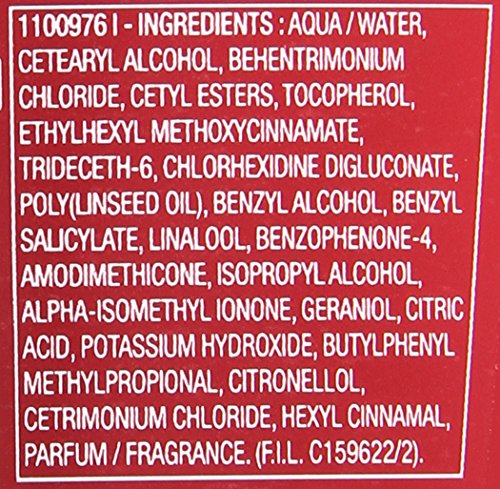 1100976 I - INGREDIENTS : AQUA / WATER,
CETEARYL ALCOHOL, BEHENTRIMONIUM
CHLORIDE, CETYL ESTERS, TOCOPHEROL,
ETHYLHEXYL METHOXYCINNAMATE,
TRIDECETH-6, CHLORHEXIDINE DIGLUCONATE,
POLY(LINSEED OIL), BENZYL ALCOHOL, BENZYL
SALICYLATE, LINALOOL, BENZOPHENONE-4,
AMODIMETHICONE, ISOPROPYL ALCOHOL,
ALPHA-ISOMETHYL IONONE, GERANIOL, CITRIC
ACID, POTASSIUM HYDROXIDE, BUTYLPHENYL
METHYLPROPIONAL, CITRONELLOL,
CETRIMONIUM CHLORIDE, HEXYL CINNAMAL,
PARFUM / FRAGRANCE. (F.I.L. C159622/2).